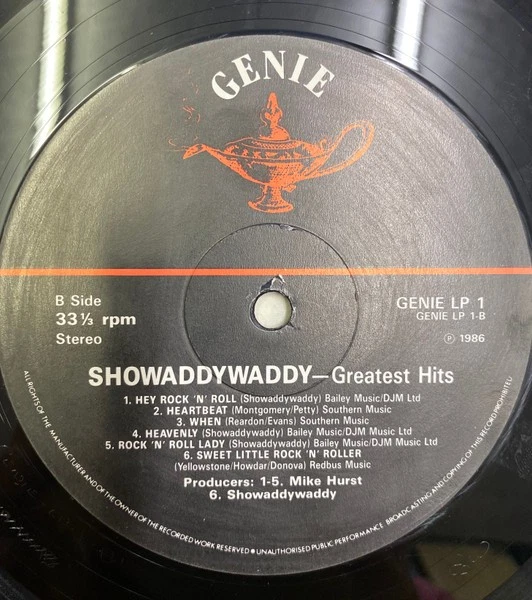 GENIE
B Side
33⅓ rpm
Stereo
GENIE LP 1
GENIE LP 1-B
℗ 1986
SHOWADDYWADDY—Greatest Hits
1. HEY ROCK 'N' ROLL (Showaddywaddy) Bailey Music/DJM Ltd
2. HEARTBEAT (Montgomery/Petty) Southern Music
3. WHEN (Reardon/Evans) Southern Music
4. HEAVENLY (Showaddywaddy) Bailey Music/DJM Ltd
5. ROCK 'N' ROLL LADY (Showaddywaddy) Bailey Music/DJM Ltd
6. SWEET LITTLE ROCK 'N' ROLLER
(Yellowstone/Howdar/Donova) Redbus Music
Producers: 1-5. Mike Hurst
6. Showaddywaddy
ALL RIGHTS OF THE MANUFACTURER AND OF THE OWNER OF THE RECORDED WORK RESERVED • UNAUTHORISED PUBLIC PERFORMANCE BROADCASTING AND COPYING OF THIS RECORD PROHIBITED